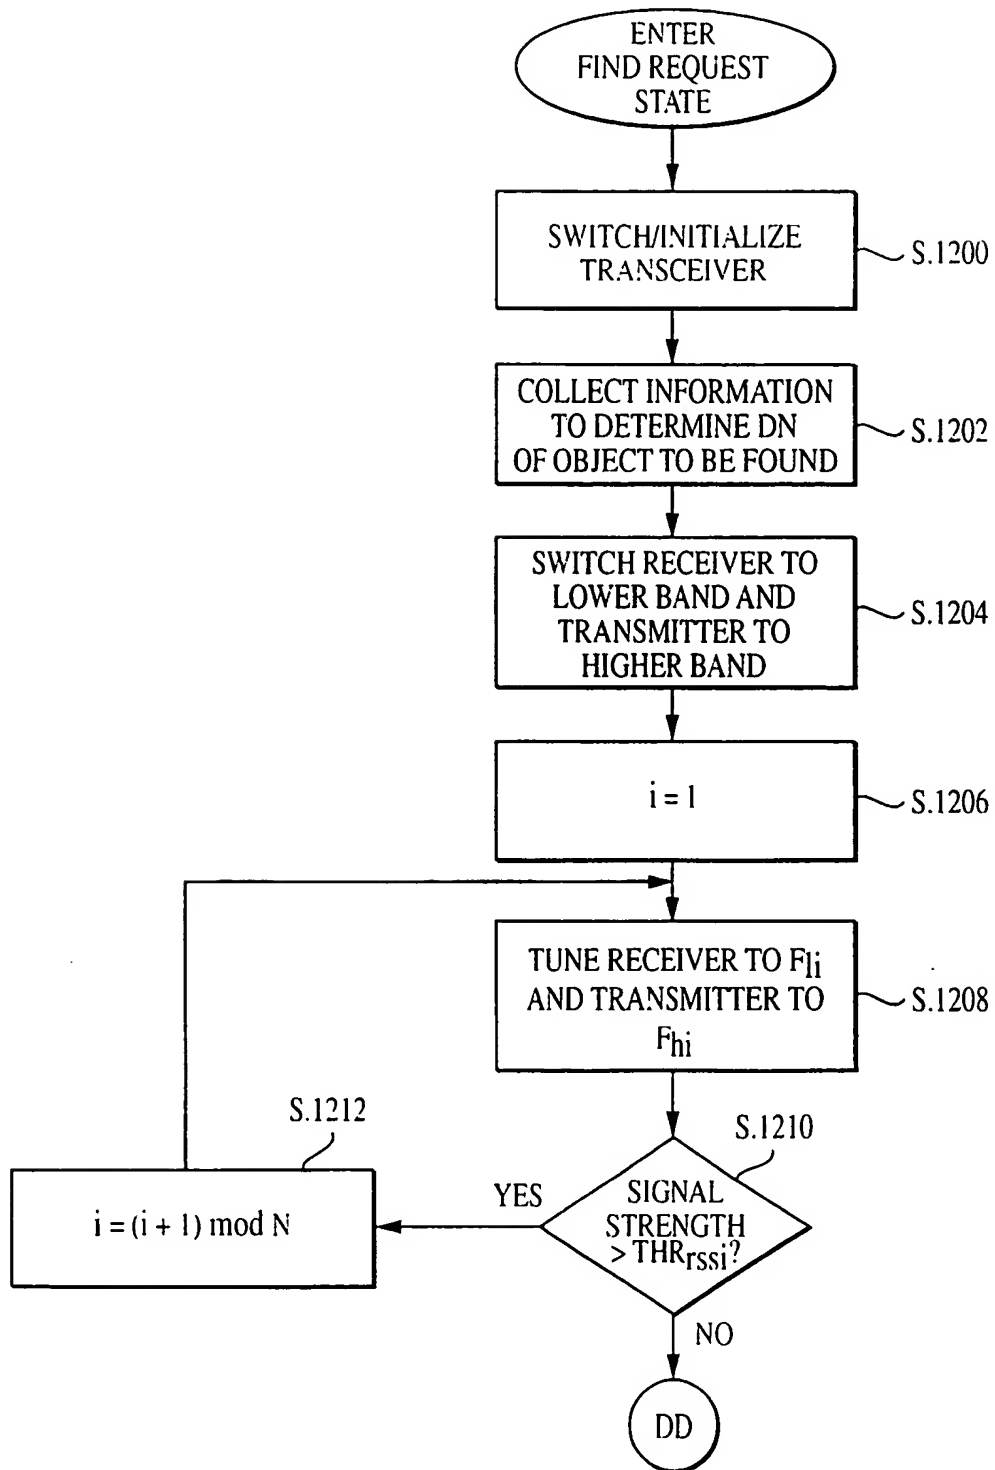 ENTER
FIND REQUEST
STATE
SWITCH/INITIALIZE
TRANSCEIVER
S.1200
COLLECT INFORMATION
TO DETERMINE DN
OF OBJECT TO BE FOUND
S.1202
SWITCH RECEIVER TO
LOWER BAND AND
TRANSMITTER TO
HIGHER BAND
S.1204
i = 1
S.1206
TUNE RECEIVER TO Fli
AND TRANSMITTER TO
Fhi
S.1208
S.1212
i = (i + 1) mod N
S.1210
YES
SIGNAL
STRENGTH
> THRrssi?
NO
DD